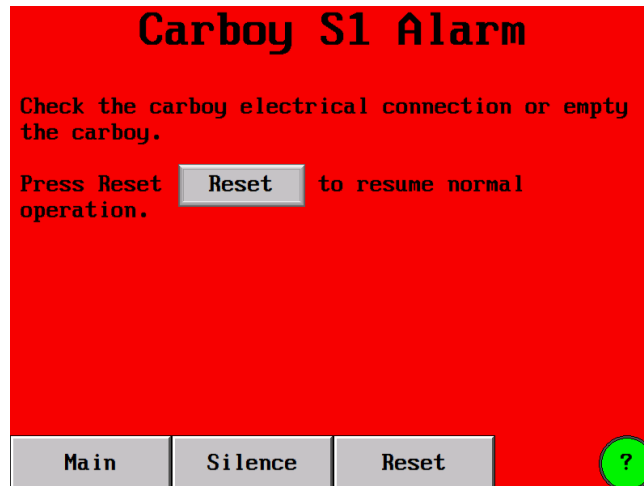 Carboy S1 Alarm
Check the carboy electrical connection or empty
the carboy.
Press Reset Reset to resume normal
operation.
Main Silence Reset ?